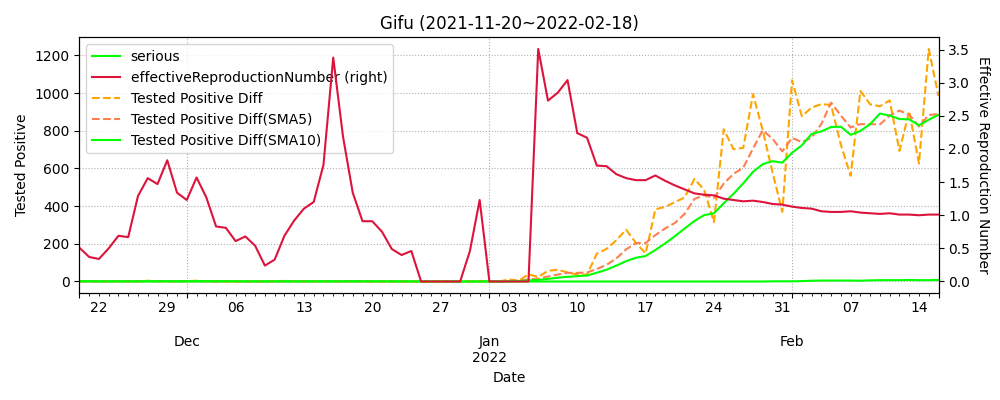 Gifu (2021-11-20~2022-02-18)
serious
effectiveReproductionNumber (right)
Tested Positive Diff
Tested Positive Diff(SMA5)
Tested Positive Diff(SMA10)
Tested Positive
1200
1000
800
600
400
200
0
Effective Reproduction Number
3.5
3.0
2.5
2.0
1.5
1.0
0.5
0.0
22 29 06 13 20 27 03 10 17 24 31 07 14
Dec Jan Feb
2022
Date